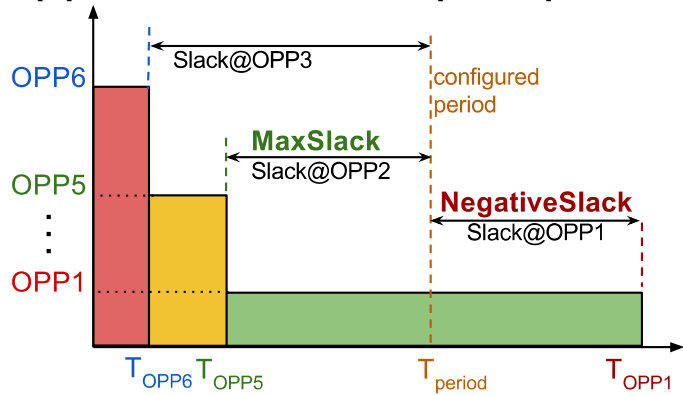 Slack@OPP3
OPP6
configured
period
MaxSlack
Slack@OPP2
OPP5
NegativeSlack
Slack@OPP1
OPP1
TOPP6
TOPP5
Tperiod
TOPP1